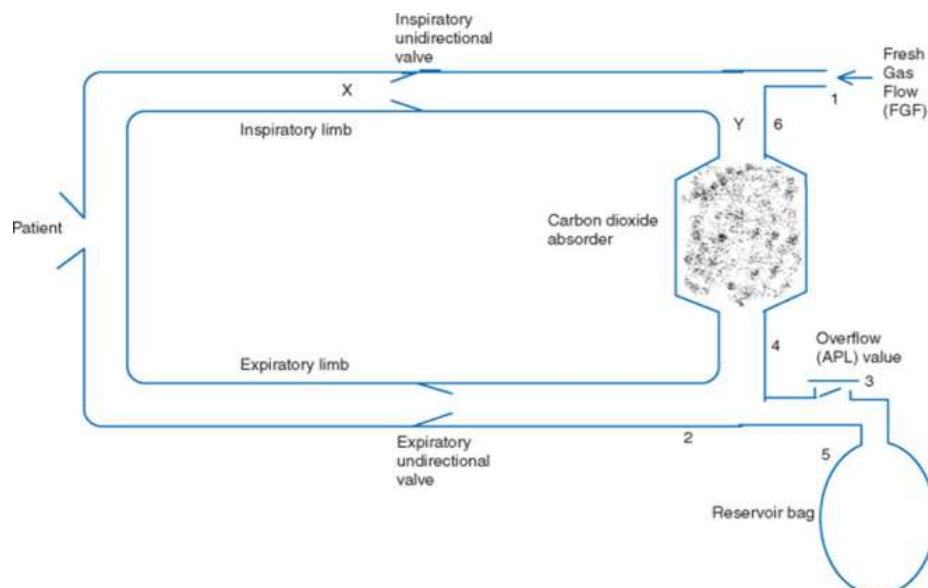 Inspiratory
unidirectional
valve
Fresh
Gas
Flow
(FGF)
X
1
Inspiratory limb
Y
6
Patient
Carbon dioxide
absorder
Overflow
(APL) value
4
3
Expiratory limb
2
Expiratory
undirectional
valve
5
Reservoir bag